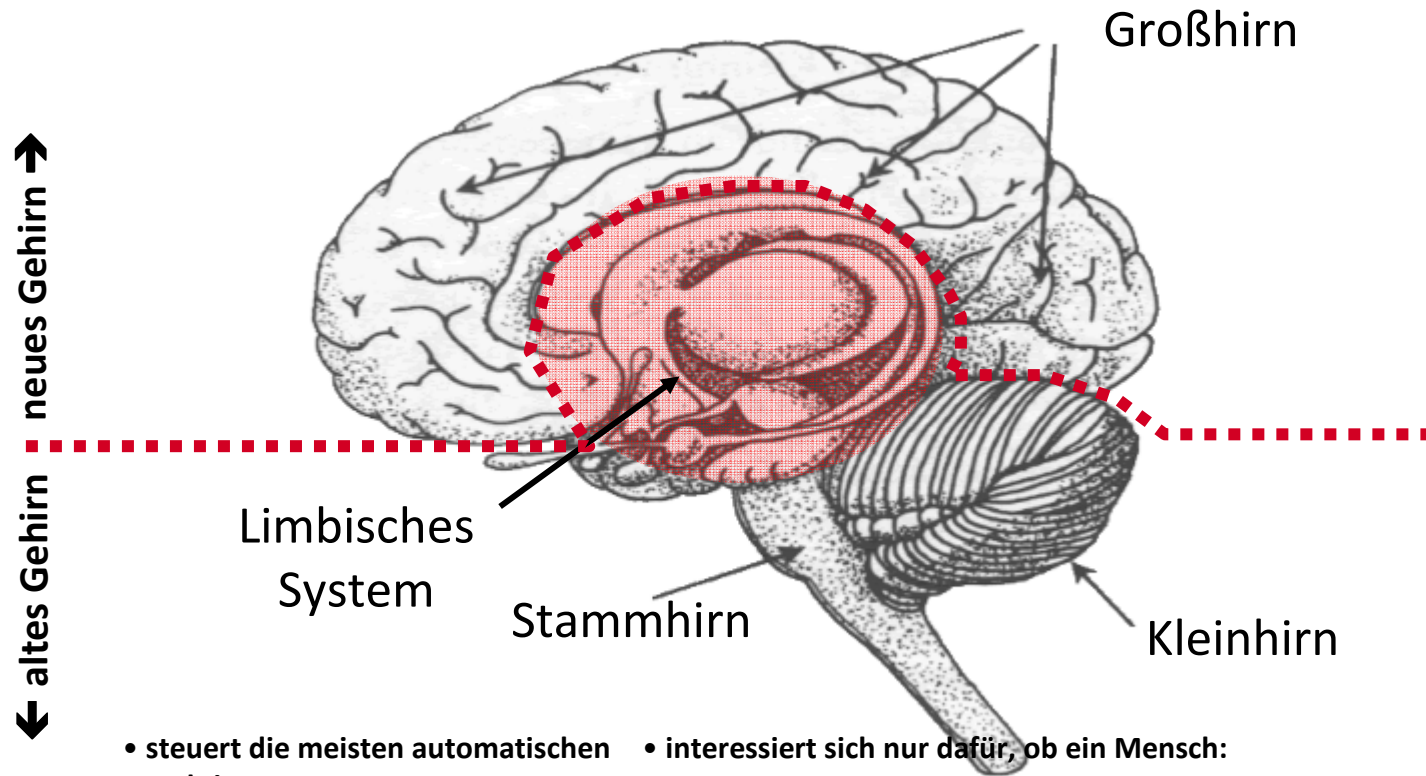 Großhirn
neues Gehirn →
← altes Gehirn
Limbisches
System
Stammhirn
Kleinhirn
• steuert die meisten automatischen
• interessiert sich nur dafür, ob ein Mensch: